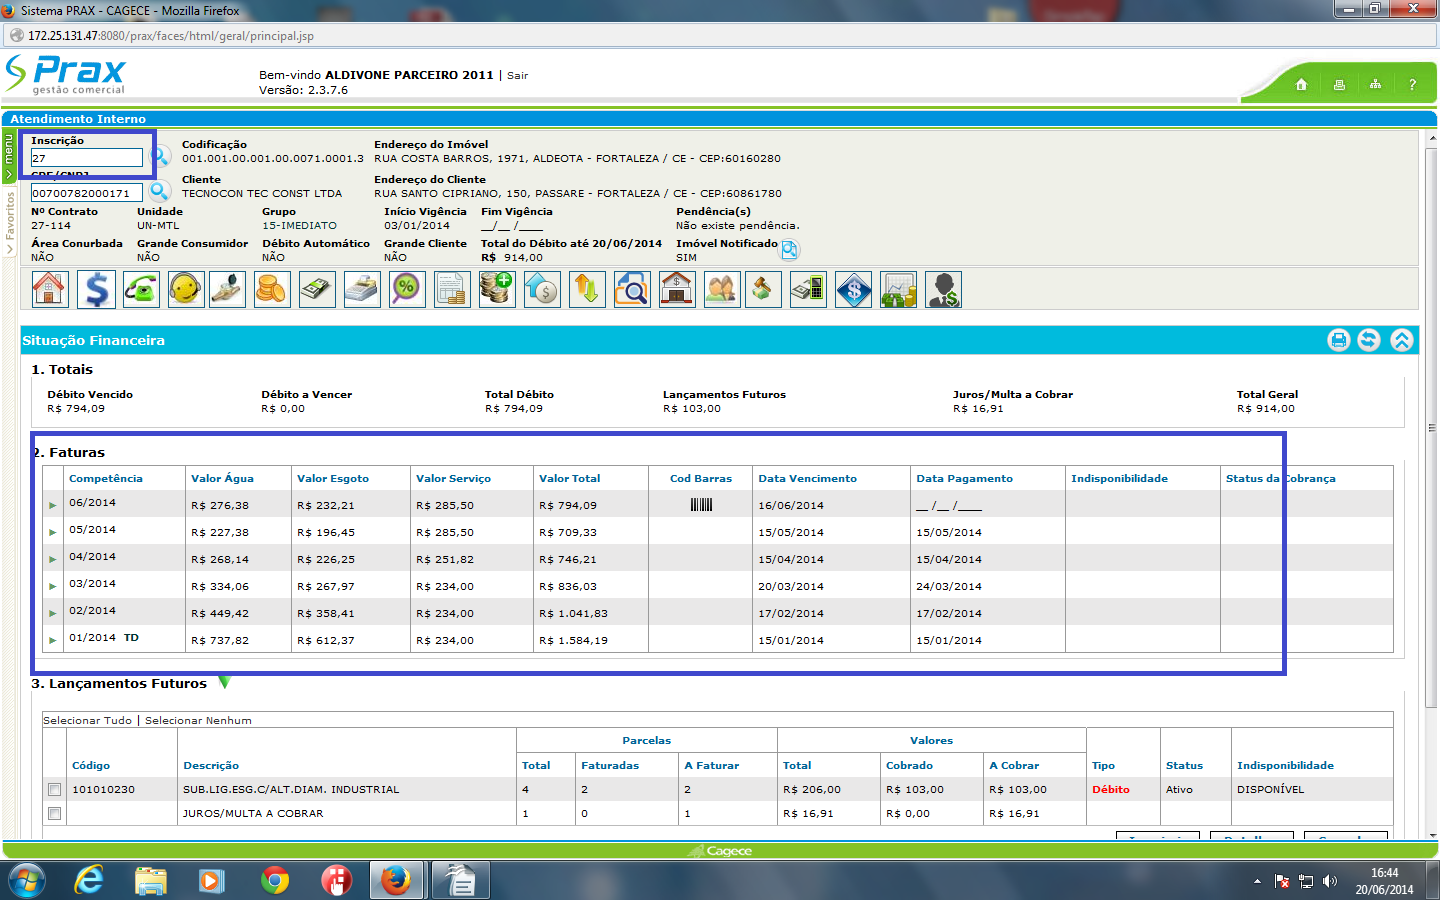 Sistema PRAX - CAGECE - Mozilla Firefox
172.25.131.47:8080/prax/faces/html/geral/principal.jsp
Prax
gestão comercial
Bem-vindo ALDIVONE PARCEIRO 2011 | Sair
Versão: 2.3.7.6
?
Atendimento Interno
menu
Favoritos
Inscrição
27
Codificação
001.001.00.001.00.0071.0001.3
Endereço do Imóvel
RUA COSTA BARROS, 1971, ALDEOTA - FORTALEZA / CE - CEP:60160280
00700782000171
Cliente
TECNOCON TEC CONST LTDA
Endereço do Cliente
RUA SANTO CIPRIANO, 150, PASSARE - FORTALEZA / CE - CEP:60861780
Nº Contrato Unidade Grupo Início Vigência Fim Vigência Pendência(s)
27-114 UN-MTL 15-IMEDIATO 03/01/2014 __/__ /____ Não existe pendência.
Área Conurbada Grande Consumidor Débito Automático Grande Cliente Total do Débito até 20/06/2014 Imóvel Notificado
NÃO NÃO NÃO NÃO R$ 914,00 SIM
Situação Financeira
1. Totais
Débito Vencido Débito a Vencer Total Débito Lançamentos Futuros Juros/Multa a Cobrar Total Geral
R$ 794,09 R$ 0,00 R$ 794,09 R$ 103,00 R$ 16,91 R$ 914,00
2. Faturas
Competência Valor Água Valor Esgoto Valor Serviço Valor Total Cod Barras Data Vencimento Data Pagamento Indisponibilidade Status da Cobrança
06/2014 R$ 276,38 R$ 232,21 R$ 285,50 R$ 794,09 16/06/2014 __ /__ /____
05/2014 R$ 227,38 R$ 196,45 R$ 285,50 R$ 709,33 15/05/2014 15/05/2014
04/2014 R$ 268,14 R$ 226,25 R$ 251,82 R$ 746,21 15/04/2014 15/04/2014
03/2014 R$ 334,06 R$ 267,97 R$ 234,00 R$ 836,03 20/03/2014 24/03/2014
02/2014 R$ 449,42 R$ 358,41 R$ 234,00 R$ 1.041,83 17/02/2014 17/02/2014
01/2014 TD R$ 737,82 R$ 612,37 R$ 234,00 R$ 1.584,19 15/01/2014 15/01/2014
3. Lançamentos Futuros
Selecionar Tudo | Selecionar Nenhum
Parcelas Valores
Código Descrição Total Faturadas A Faturar Total Cobrado A Cobrar Tipo Status Indisponibilidade
101010230 SUB.LIG.ESG.C/ALT.DIAM. INDUSTRIAL 4 2 2 R$ 206,00 R$ 103,00 R$ 103,00 Débito Ativo DISPONÍVEL
JUROS/MULTA A COBRAR 1 0 1 R$ 16,91 R$ 0,00 R$ 16,91
Cagece
16:44
20/06/2014